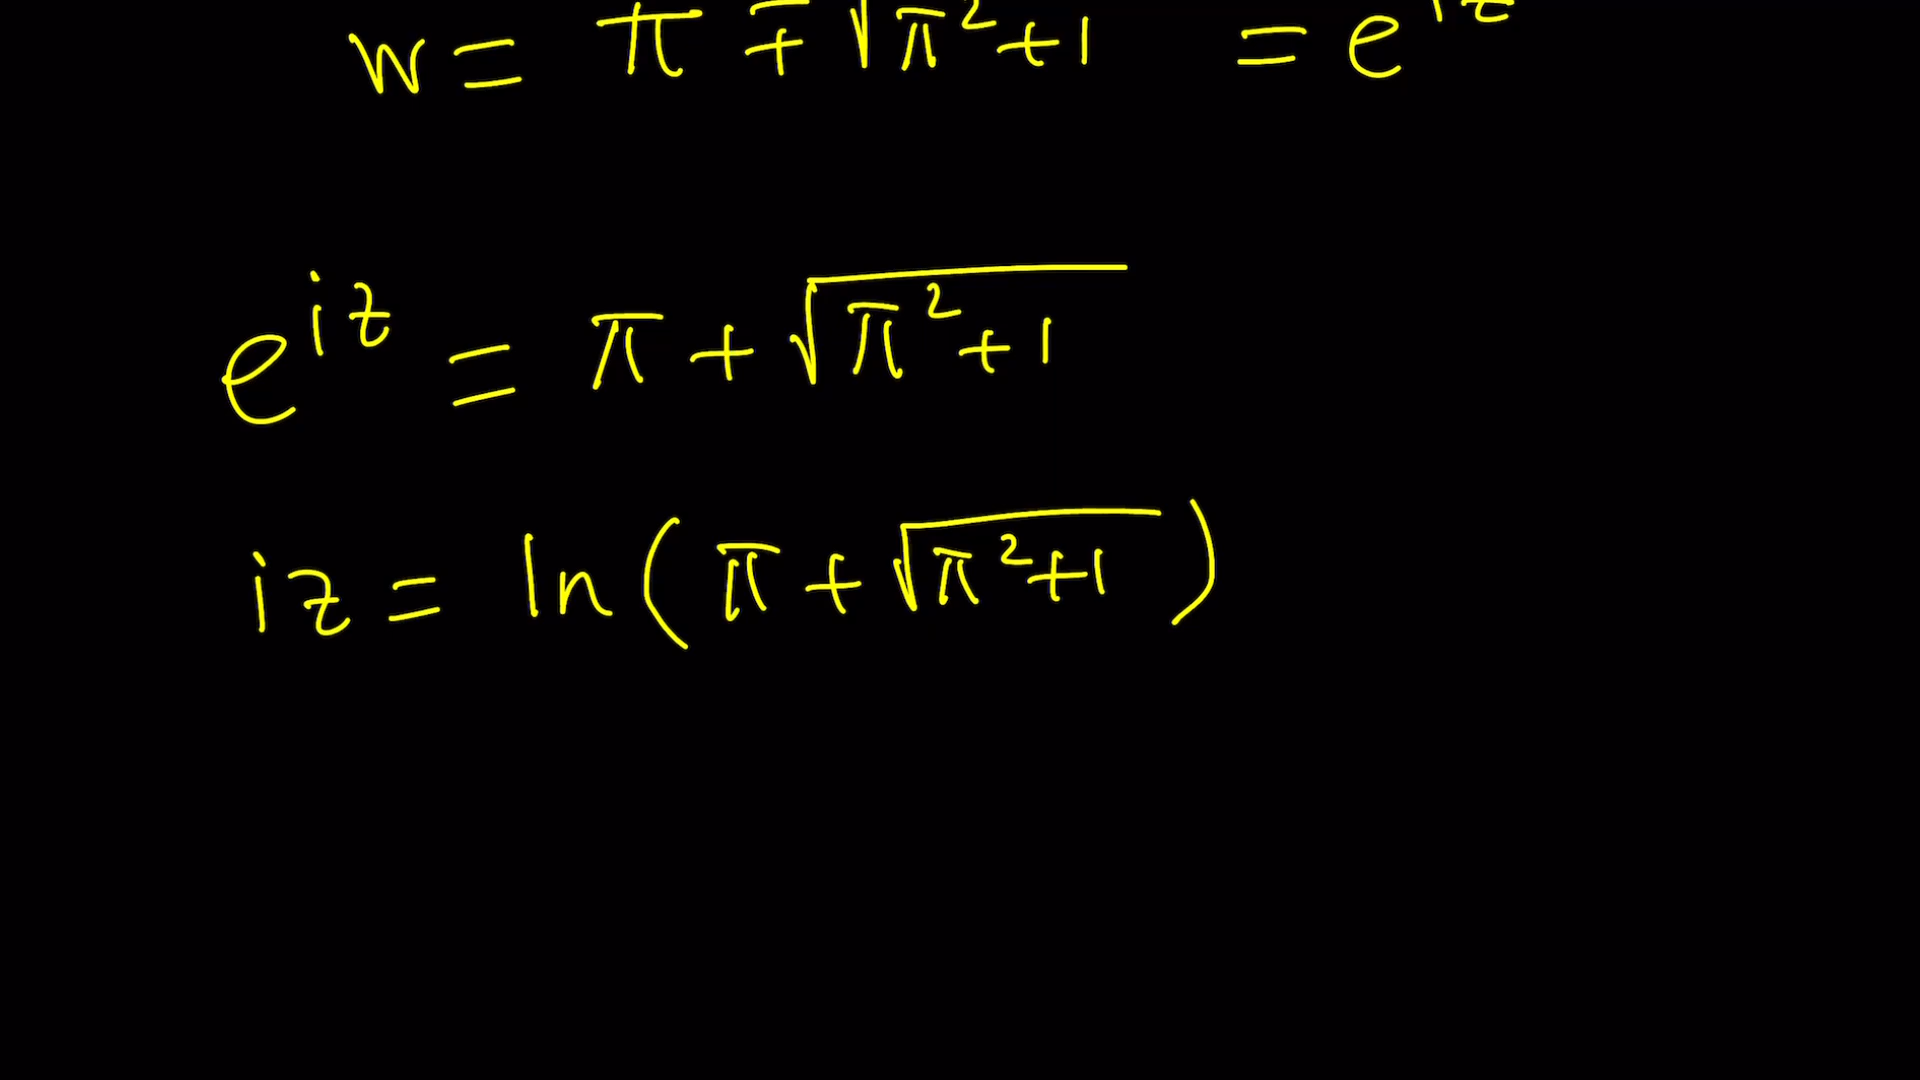 w = π ∓ √π²+1 = e^iz
e^iz = π + √π²+1
iz = ln(π + √π²+1)